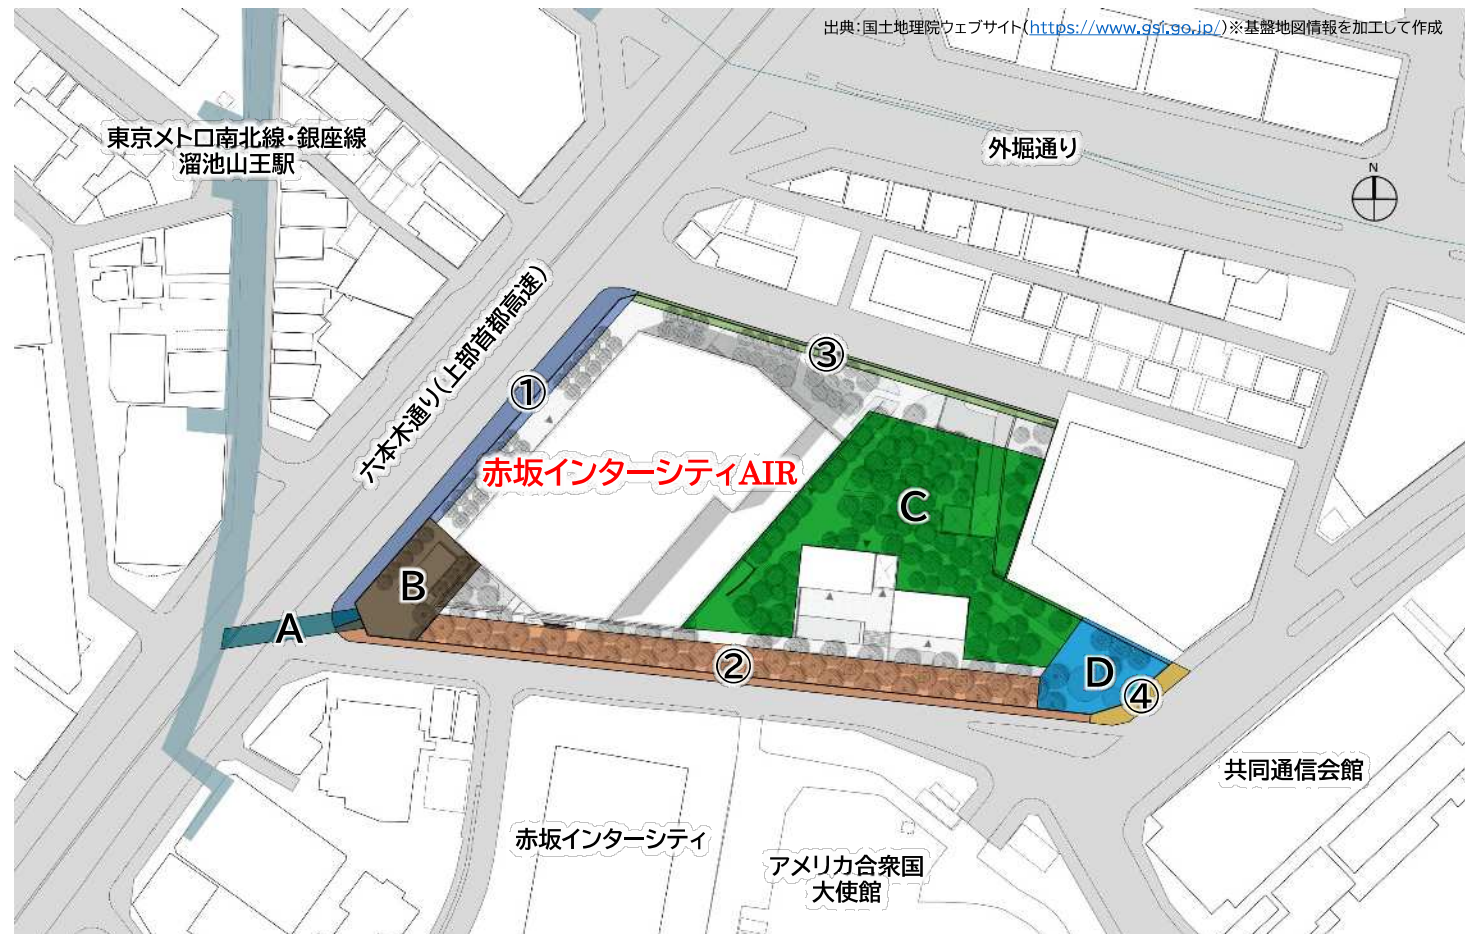 出典：国土地理院ウェブサイト（https://www.gsi.go.jp/）※基盤地図情報を加工して作成
東京メトロ南北線・銀座線
溜池山王駅
外堀通り
N
六本木通り（上部首都高速）
①
③
赤坂インターシティAIR
C
B
A
②
D
④
共同通信会館
赤坂インターシティ
アメリカ合衆国
大使館